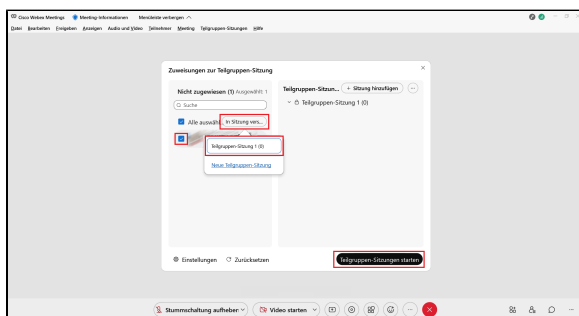 Cisco Webex Meetings Meeting-Informationen Menüleiste verbergen
Datei Bearbeiten Freigeben Anzeigen Audio und Video Teilnehmer Meeting Teilgruppen-Sitzungen Hilfe
Zuweisungen zur Teilgruppen-Sitzung
Nicht zugewiesen (1) Ausgewählt: 1
Teilgruppen-Sitzun... + Sitzung hinzufügen
Suche
Teilgruppen-Sitzung 1 (0)
Alle auswähl... In Sitzung vers...
Teilgruppen-Sitzung 1 (0)
Neue Teilgruppen-Sitzung
Einstellungen Zurücksetzen Teilgruppen-Sitzungen starten
Stummschaltung aufheben Video starten